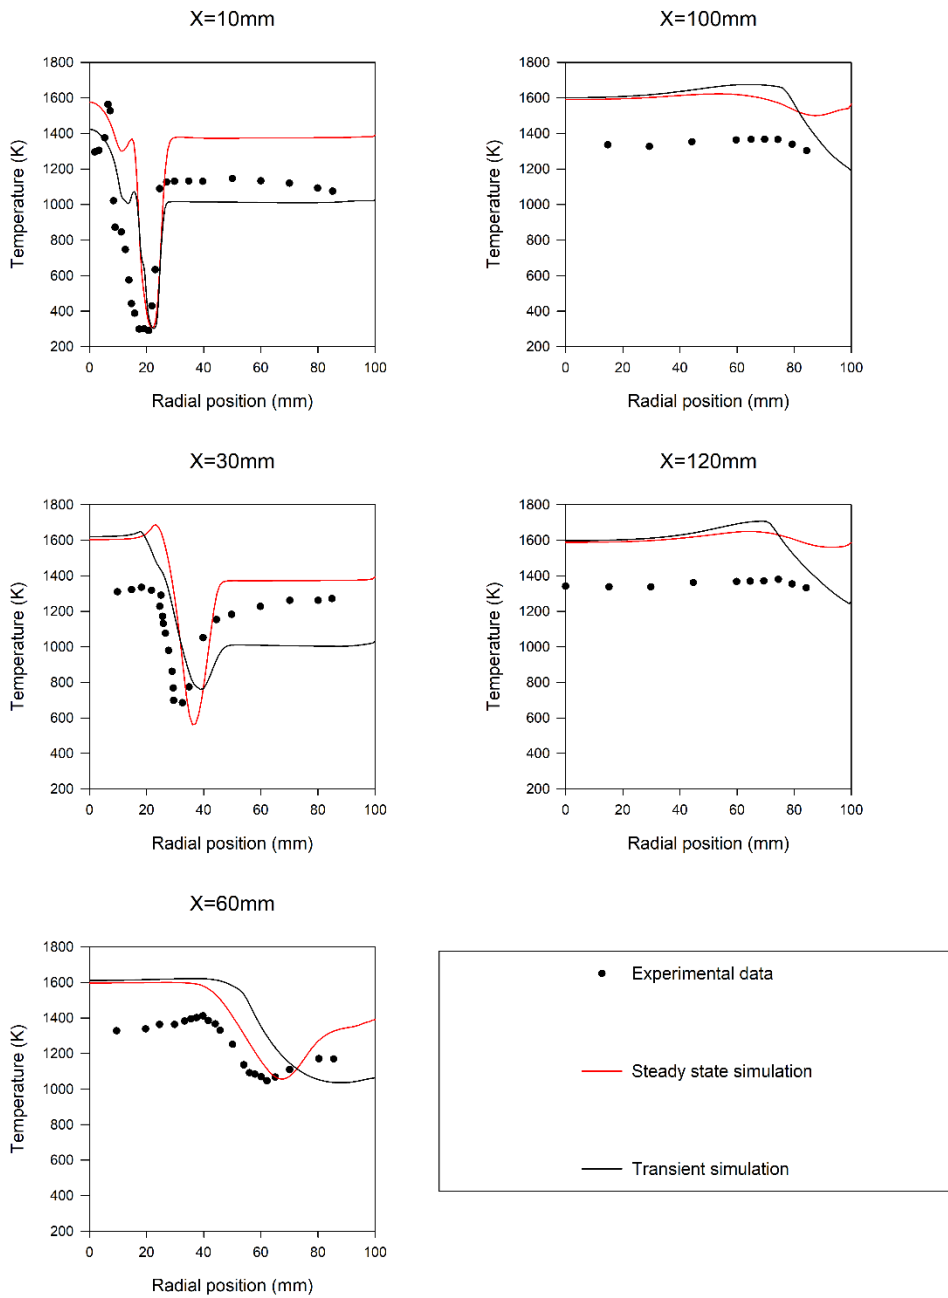 X=10mm
1800
1600
1400
1200
1000
800
600
400
200
0 20 40 60 80 100
Temperature (K)
Radial position (mm)
X=100mm
1800
1600
1400
1200
1000
800
600
400
200
0 20 40 60 80 100
Temperature (K)
Radial position (mm)
X=30mm
1800
1600
1400
1200
1000
800
600
400
200
0 20 40 60 80 100
Temperature (K)
Radial position (mm)
X=120mm
1800
1600
1400
1200
1000
800
600
400
200
0 20 40 60 80 100
Temperature (K)
Radial position (mm)
X=60mm
1800
1600
1400
1200
1000
800
600
400
200
0 20 40 60 80 100
Temperature (K)
Radial position (mm)
Experimental data
Steady state simulation
Transient simulation